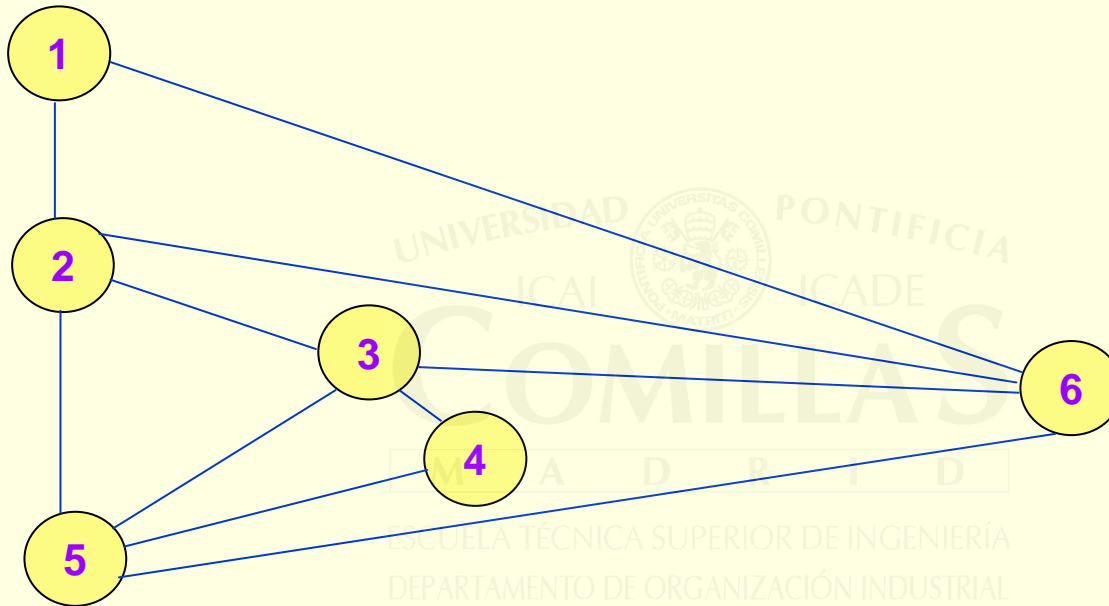 1
2
3
4
5
6
UNIVERSIDAD PONTIFICIA
ICAI ICADE
COMILLAS
M A D R I D
ESCUELA TÉCNICA SUPERIOR DE INGENIERÍA
DEPARTAMENTO DE ORGANIZACIÓN INDUSTRIAL